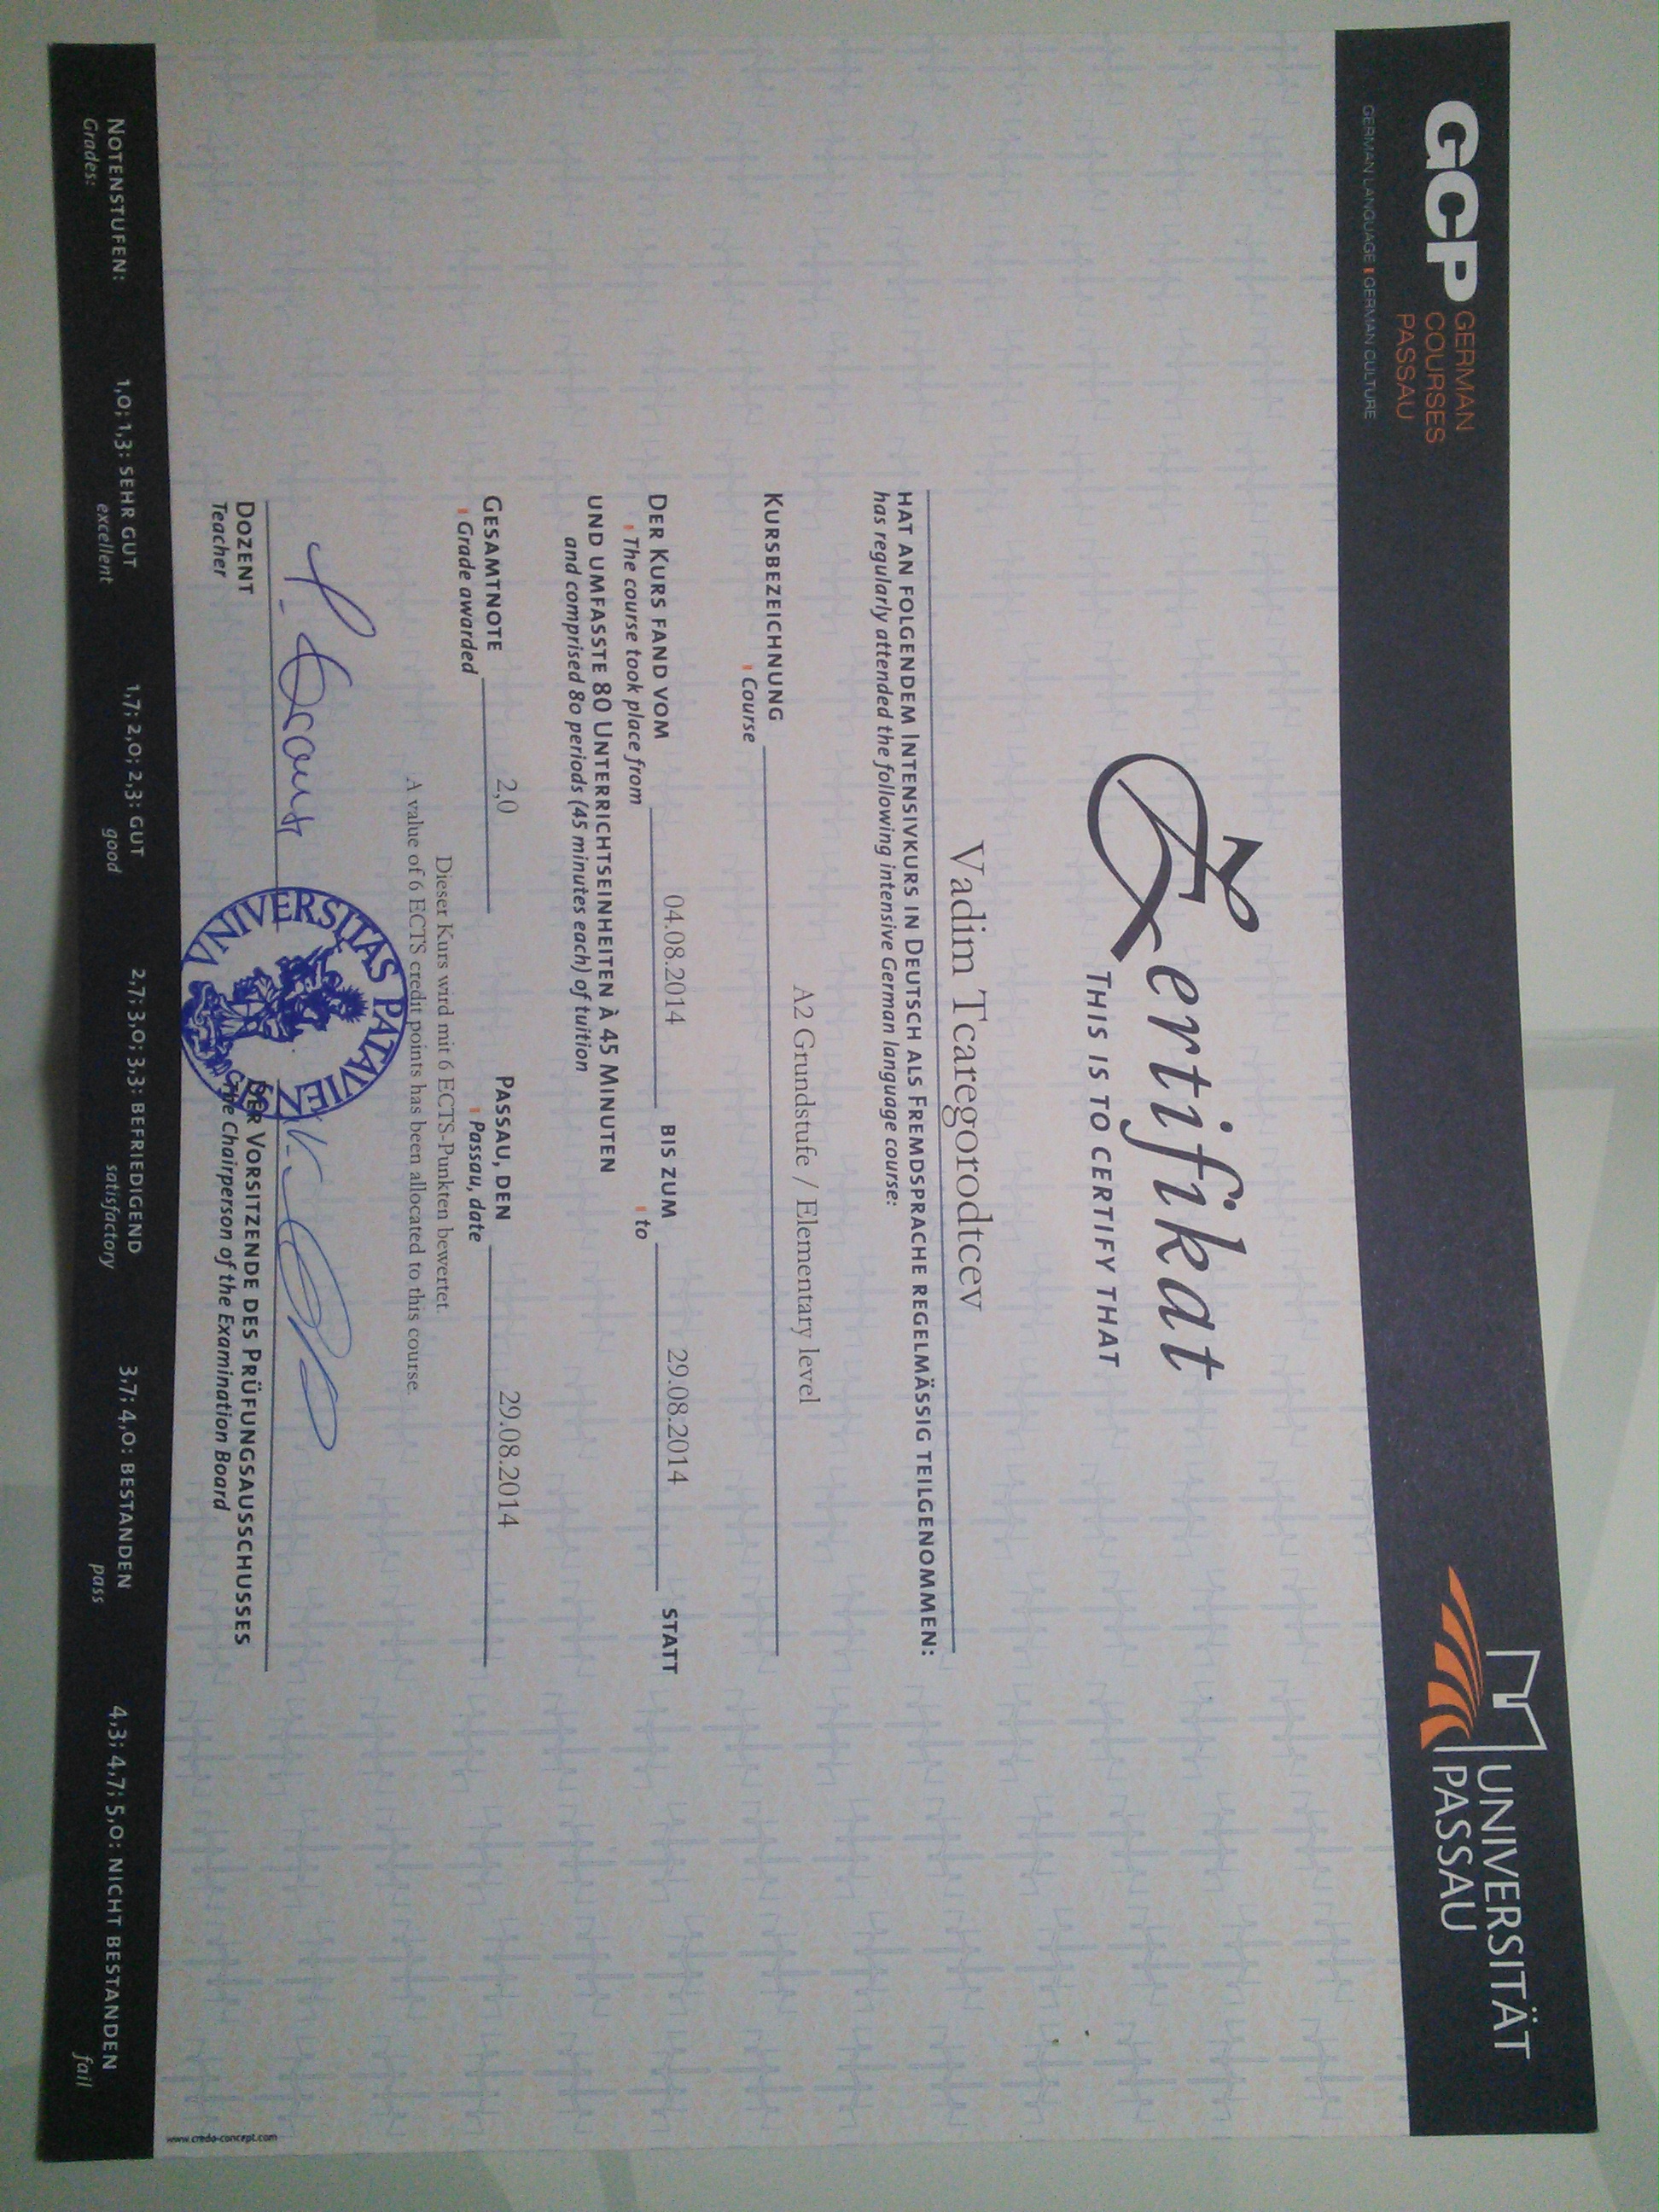 GCP GERMAN
COURSES
PASSAU
GERMAN LANGUAGE GERMAN CULTURE
UNIVERSITÄT
PASSAU
Zertifikat
THIS IS TO CERTIFY THAT
Vadim Tcaregorodtcev
HAT AN FOLGENDEM INTENSIVKURS IN DEUTSCH ALS FREMDSPRACHE REGELMÄSSIG TEILGENOMMEN:
has regularly attended the following intensive German language course:
A2 Grundstufe / Elementary level
KURSBEZEICHNUNG
Course
DER KURS FAND VOM 04.08.2014 BIS ZUM 29.08.2014 STATT
The course took place from to
UND UMFASSTE 80 UNTERRICHTSEINHEITEN À 45 MINUTEN
and comprised 80 periods (45 minutes each) of tuition
GESAMTNOTE 2,0 PASSAU, DEN 29.08.2014
Grade awarded Passau, date
Dieser Kurs wird mit 6 ECTS-Punkten bewertet.
A value of 6 ECTS credit points has been allocated to this course.
UNIVERSITAS PATAVIENSIS
DOZENT DER VORSITZENDE DES PRÜFUNGSAUSSCHUSSES
Teacher The Chairperson of the Examination Board
www.credo-concept.com
NOTENSTUFEN: 1,0; 1,3: SEHR GUT 1,7; 2,0; 2,3: GUT 2,7; 3,0; 3,3: BEFRIEDIGEND 3,7; 4,0: BESTANDEN 4,3; 4,7; 5,0: NICHT BESTANDEN
Grades: excellent good satisfactory pass fail